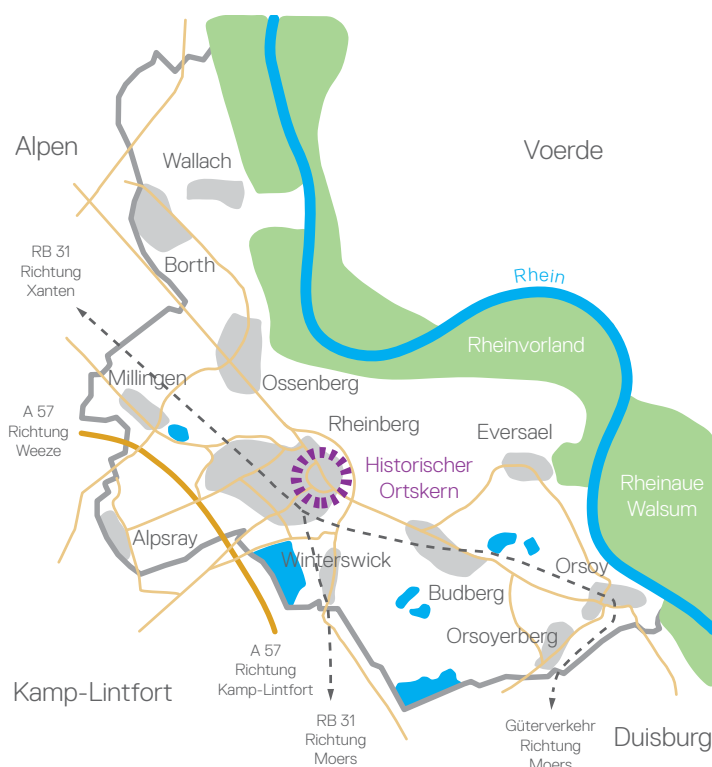 Alpen
Wallach
Voerde
RB 31
Richtung
Xanten
Borth
Rhein
Rheinvorland
Millingen
Ossenberg
A 57
Richtung
Weeze
Rheinberg
Eversael
Historischer
Ortskern
Rheinaue
Walsum
Alpsray
Winterswick
Orsoy
Budberg
Orsoyerberg
A 57
Richtung
Kamp-Lintfort
Kamp-Lintfort
RB 31
Richtung
Moers
Güterverkehr
Richtung
Moers
Duisburg